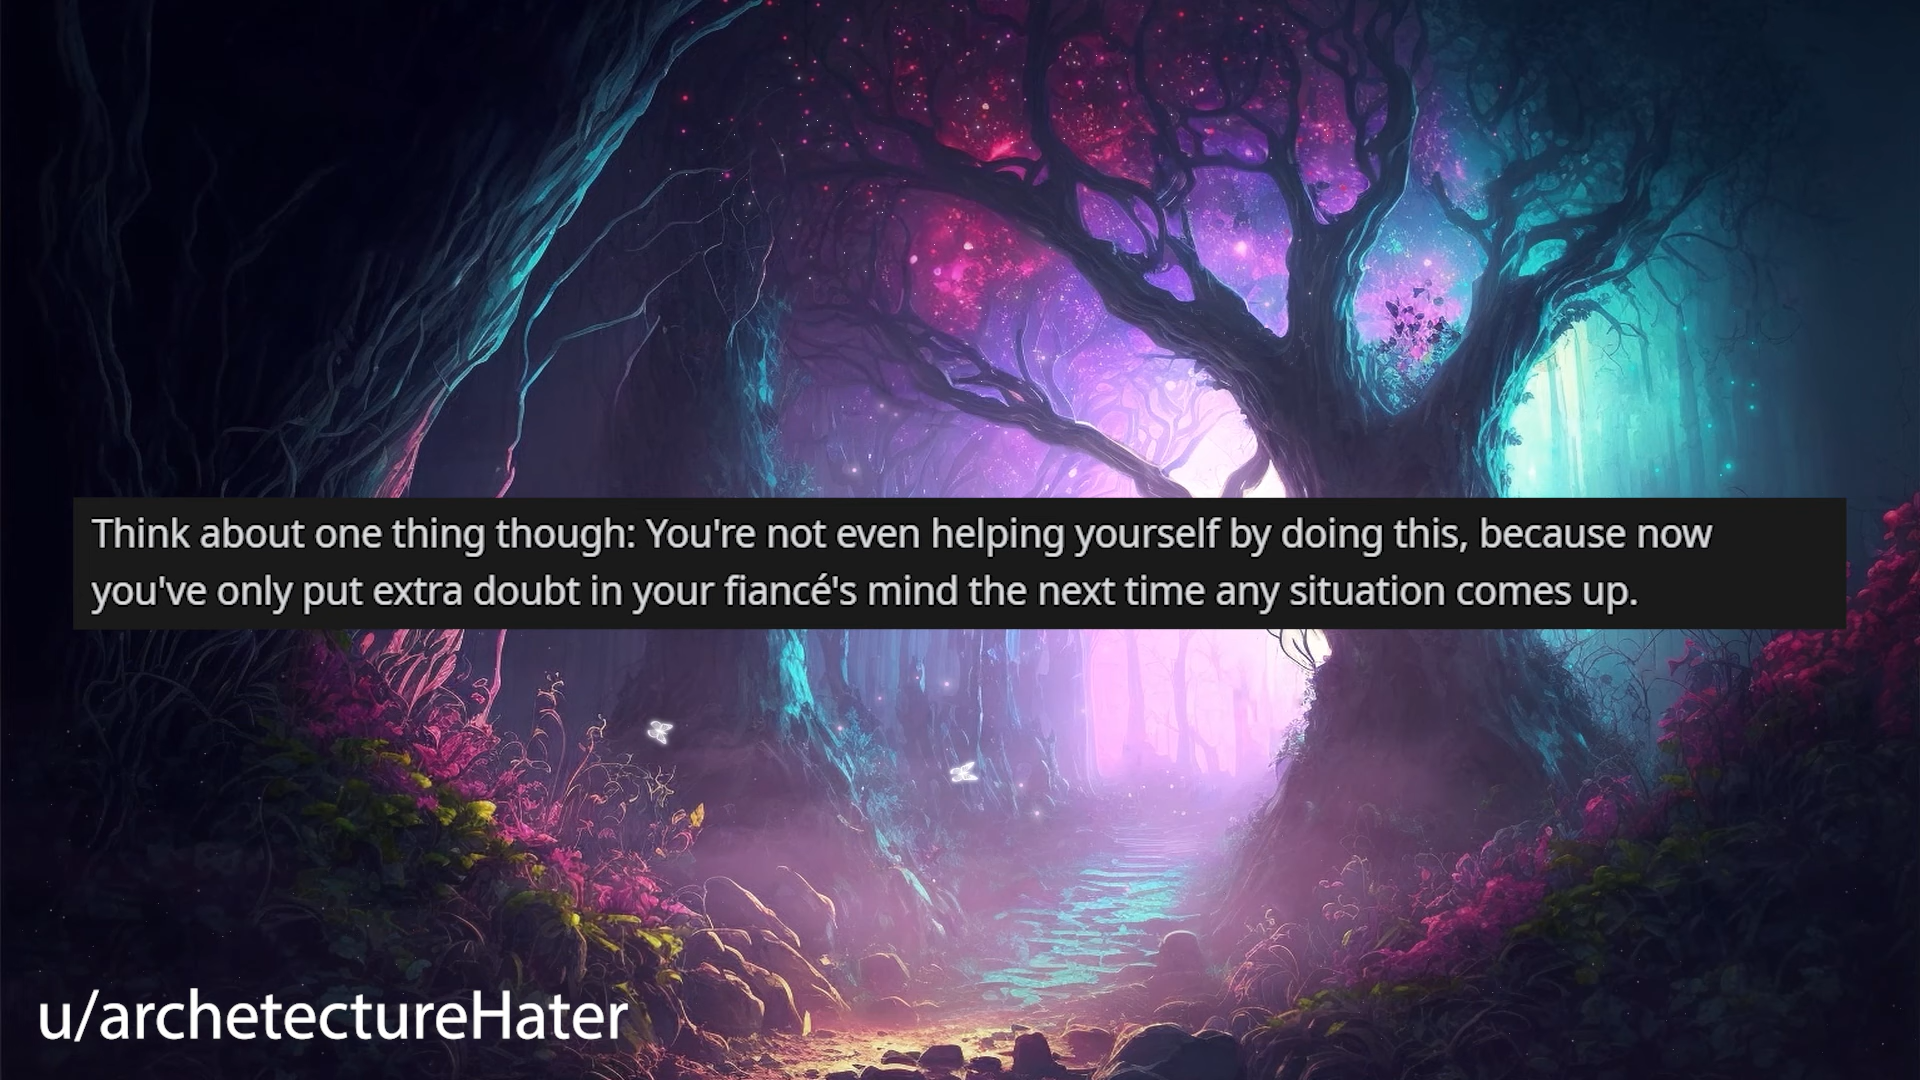 Think about one thing though: You're not even helping yourself by doing this, because now
you've only put extra doubt in your fiancé's mind the next time any situation comes up.
u/archetectureHater